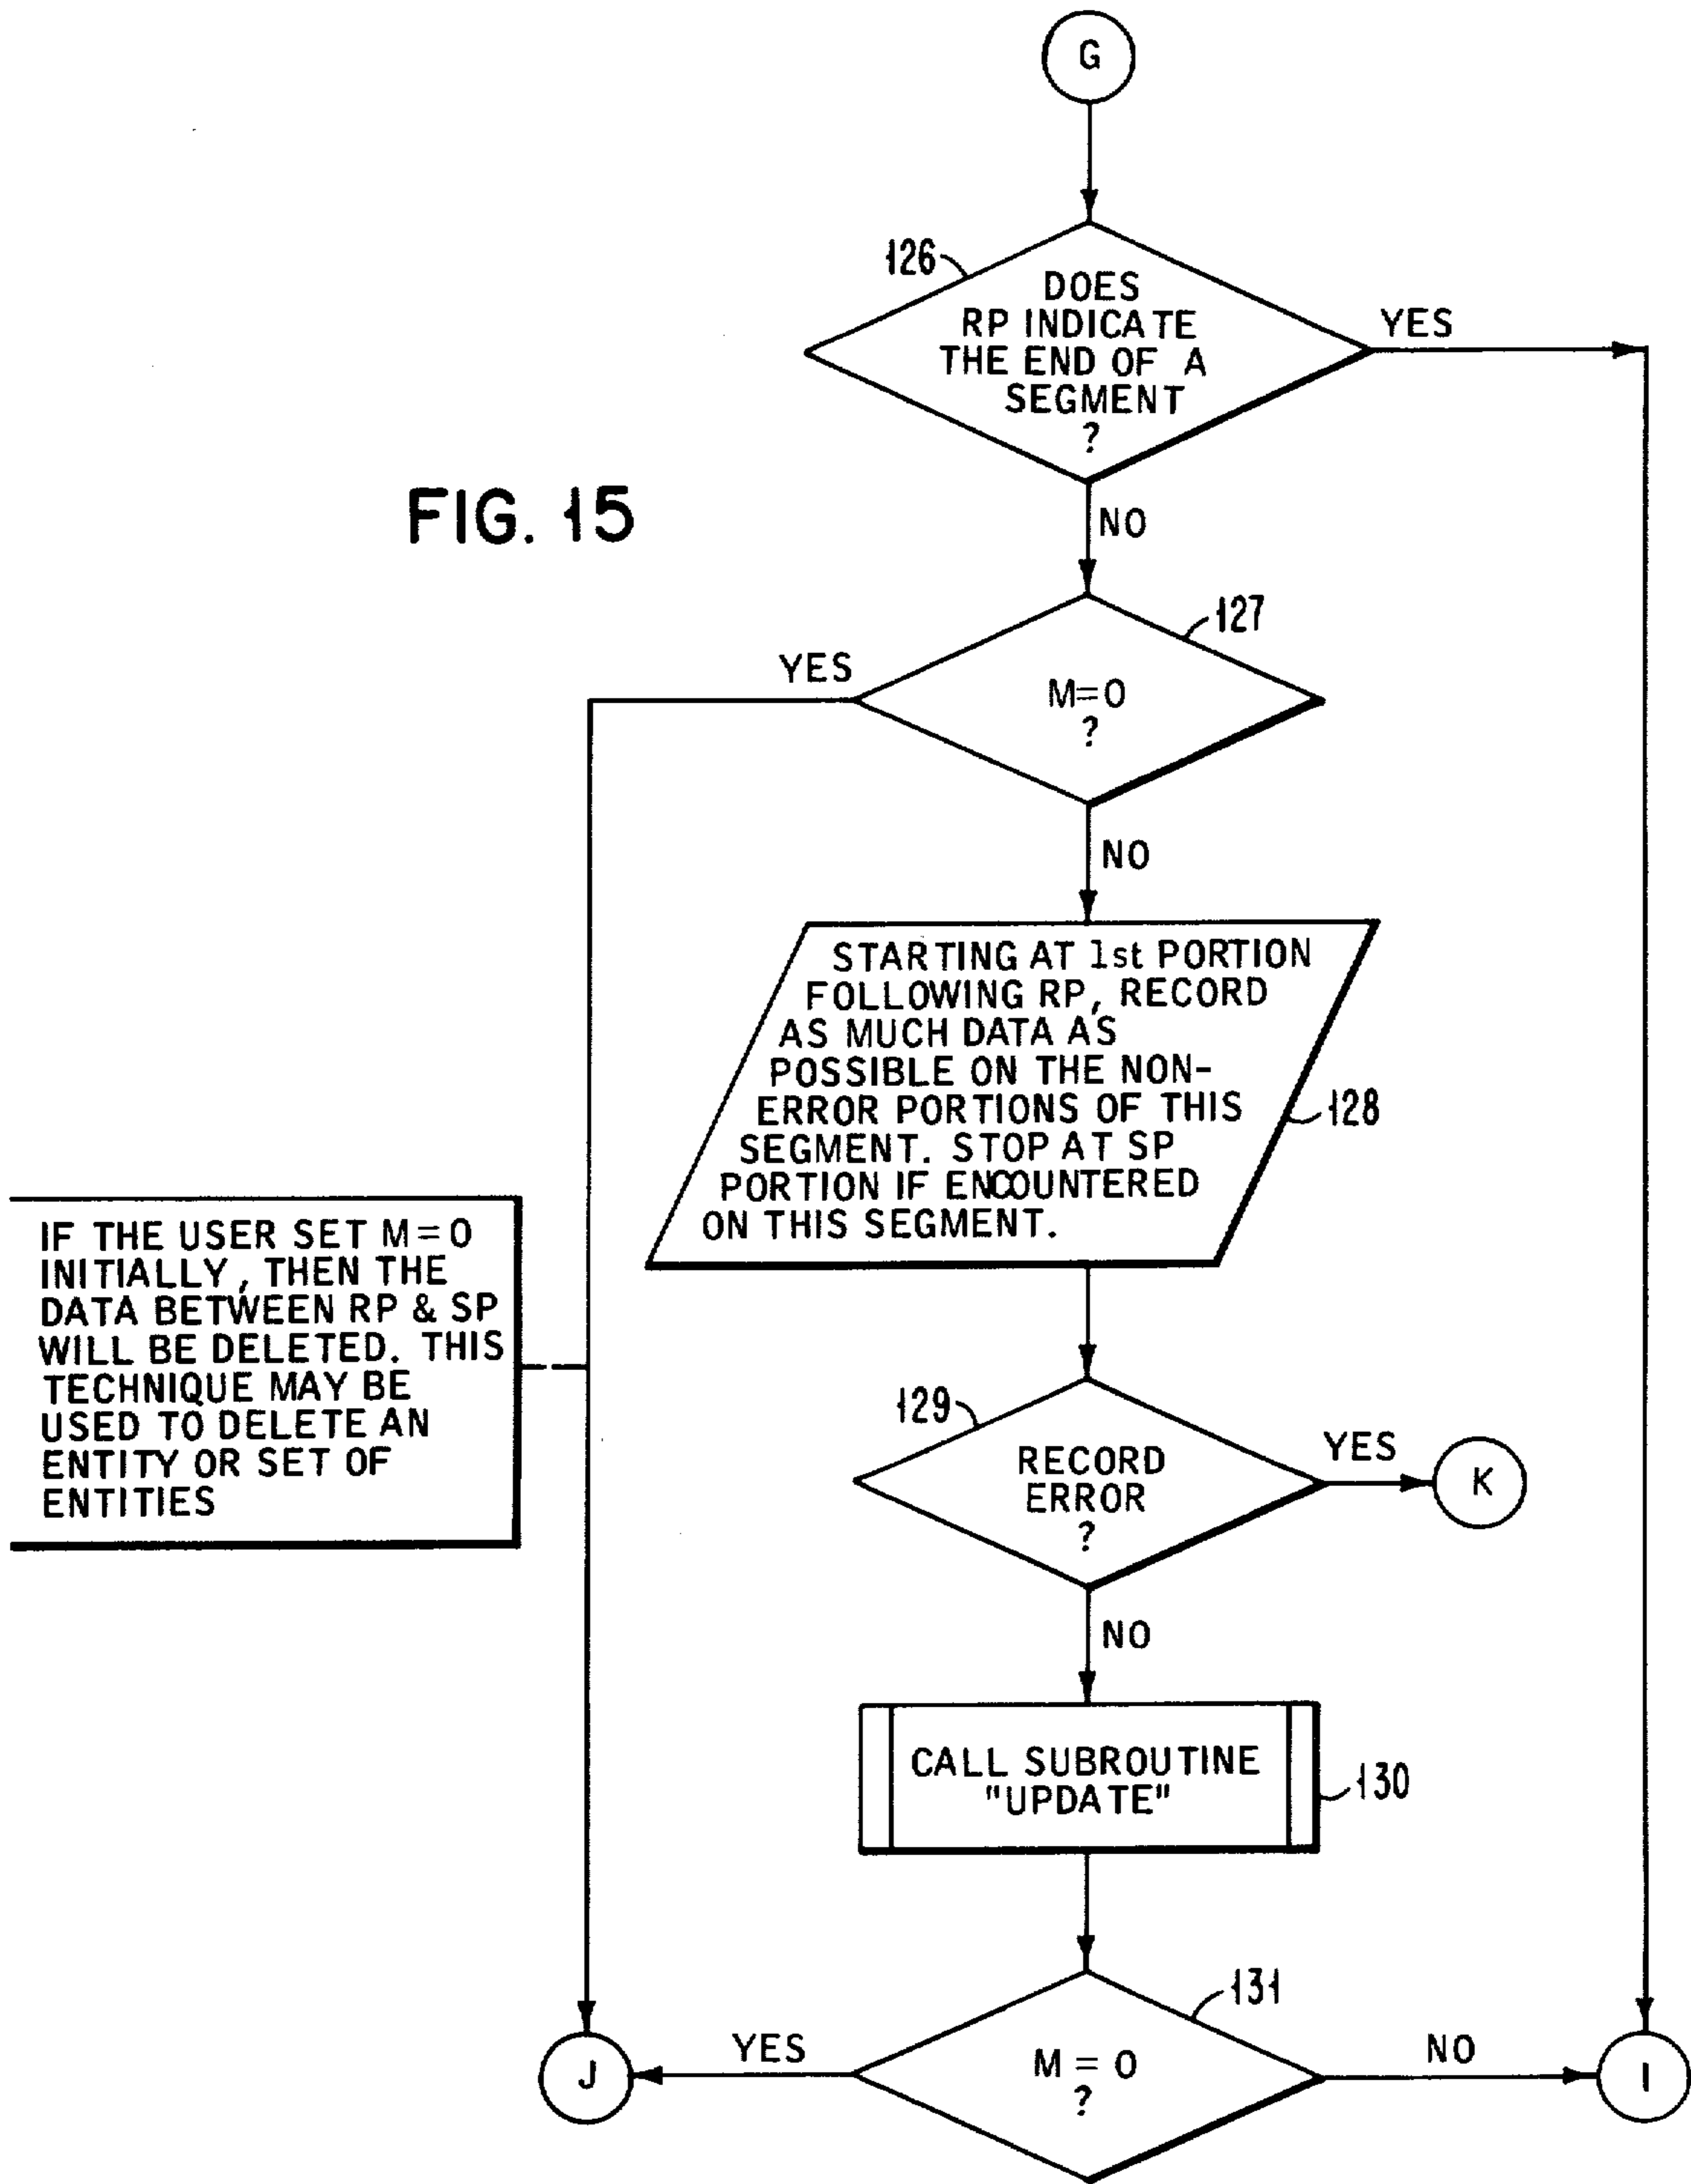 G
126
DOES
RP INDICATE
THE END OF A
SEGMENT
?
YES
NO
FIG. 15
127
YES
M=0
?
NO
STARTING AT 1st PORTION
FOLLOWING RP, RECORD
AS MUCH DATA AS
POSSIBLE ON THE NON-
ERROR PORTIONS OF THIS
SEGMENT. STOP AT SP
PORTION IF ENCOUNTERED
ON THIS SEGMENT.
128
IF THE USER SET M=0
INITIALLY, THEN THE
DATA BETWEEN RP & SP
WILL BE DELETED. THIS
TECHNIQUE MAY BE
USED TO DELETE AN
ENTITY OR SET OF
ENTITIES
129
RECORD
ERROR
?
YES
K
NO
CALL SUBROUTINE
"UPDATE"
130
131
J
YES
M = 0
?
NO
I